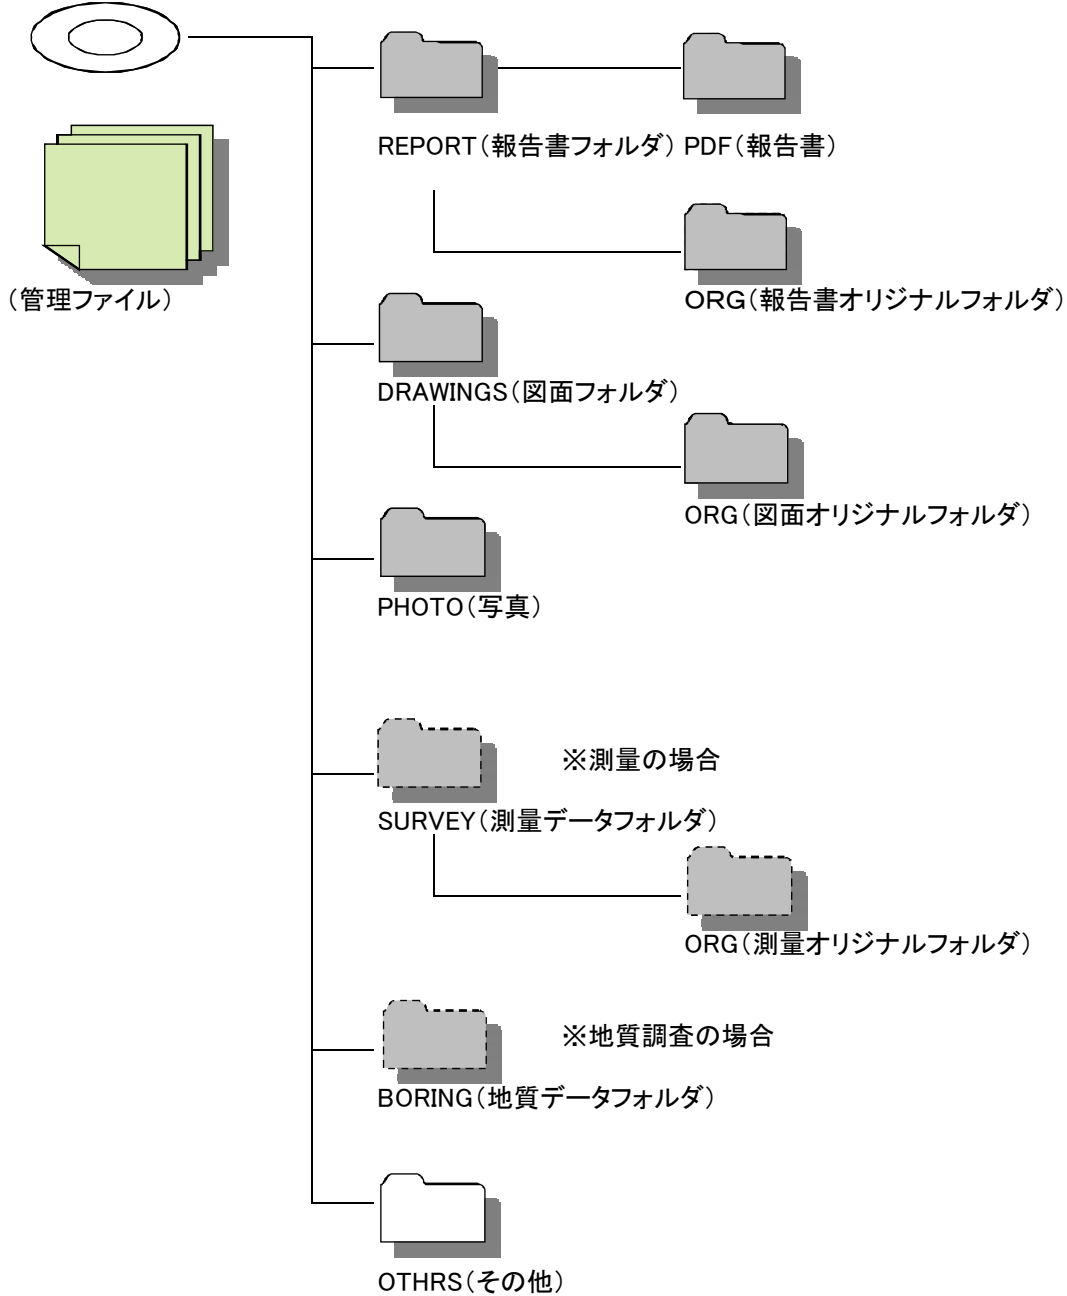 REPORT（報告書フォルダ） PDF（報告書）
（管理ファイル）
ORG（報告書オリジナルフォルダ）
DRAWINGS（図面フォルダ）
ORG（図面オリジナルフォルダ）
PHOTO（写真）
※測量の場合
SURVEY（測量データフォルダ）
ORG（測量オリジナルフォルダ）
※地質調査の場合
BORING（地質データフォルダ）
OTHRS（その他）